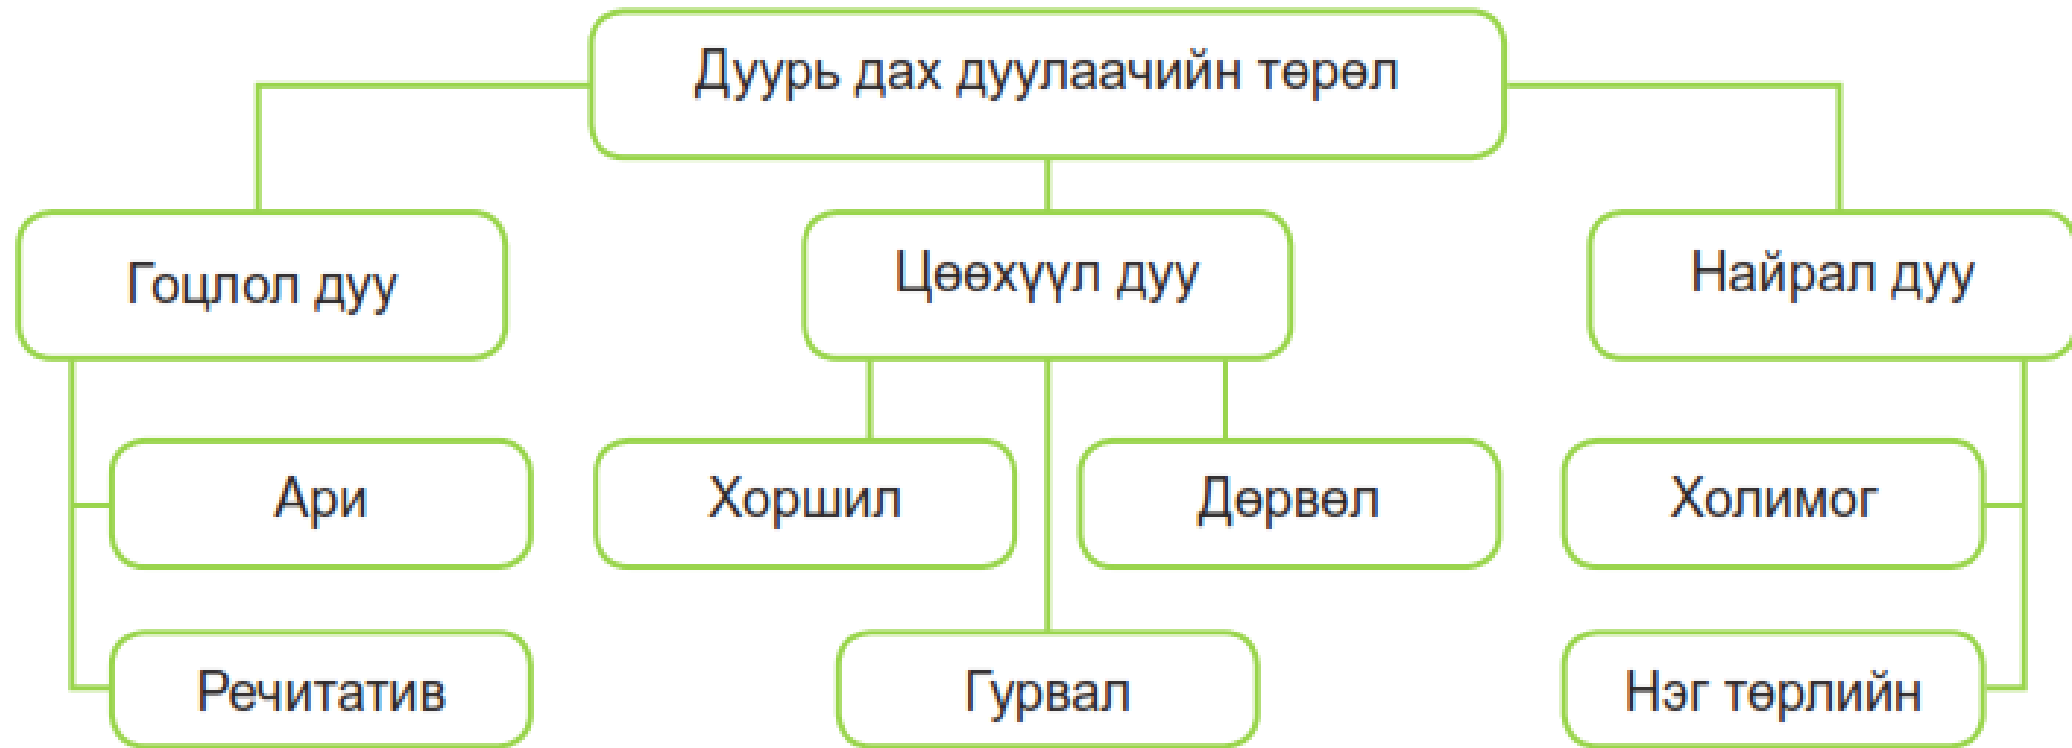 Дуурь дах дуулаачийн төрөл
Гоцлол дуу
Цөөхүүл дуу
Найрал дуу
Ари
Хоршил
Дөрвөл
Холимог
Речитатив
Гурвал
Нэг төрлийн